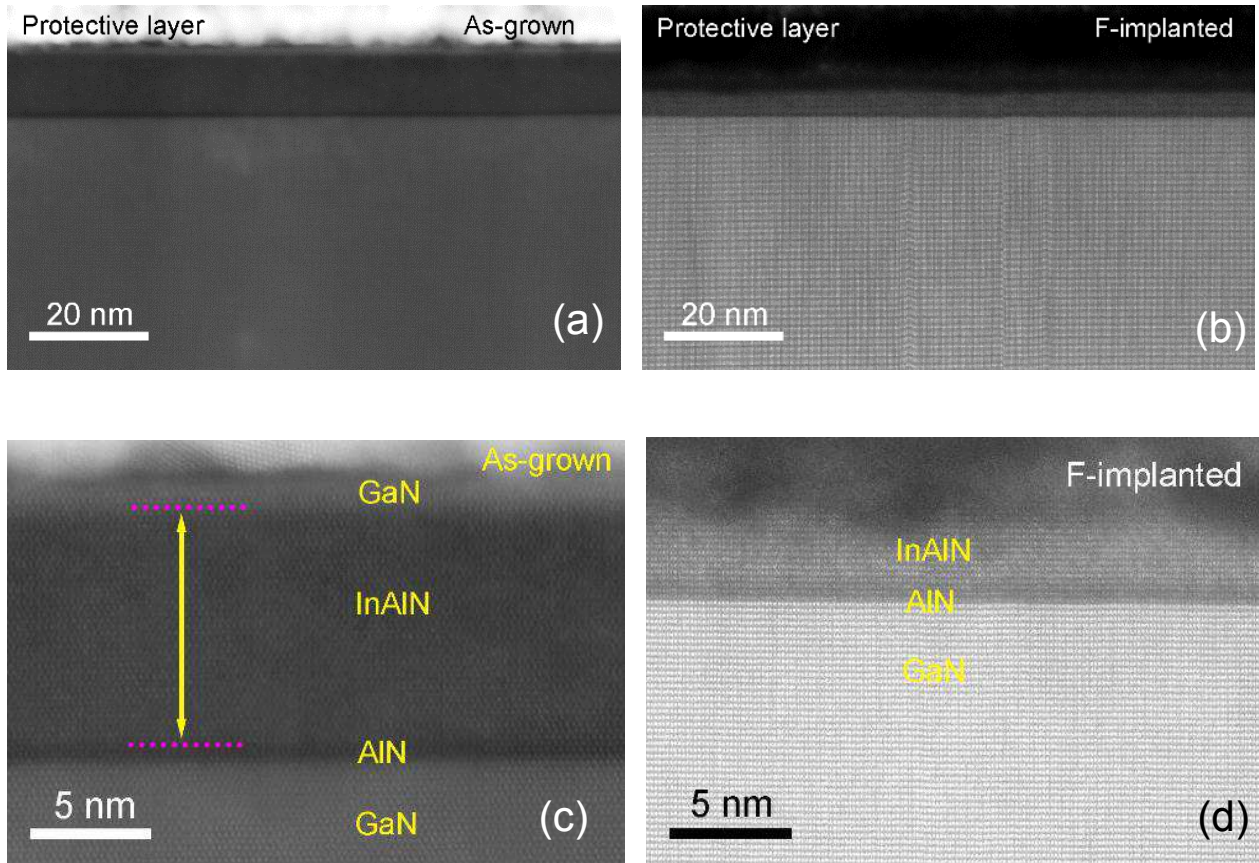 Protective layer
As-grown
20 nm
(a)
Protective layer
F-implanted
20 nm
(b)
As-grown
GaN
InAlN
AlN
GaN
5 nm
(c)
F-implanted
InAlN
AlN
GaN
5 nm
(d)